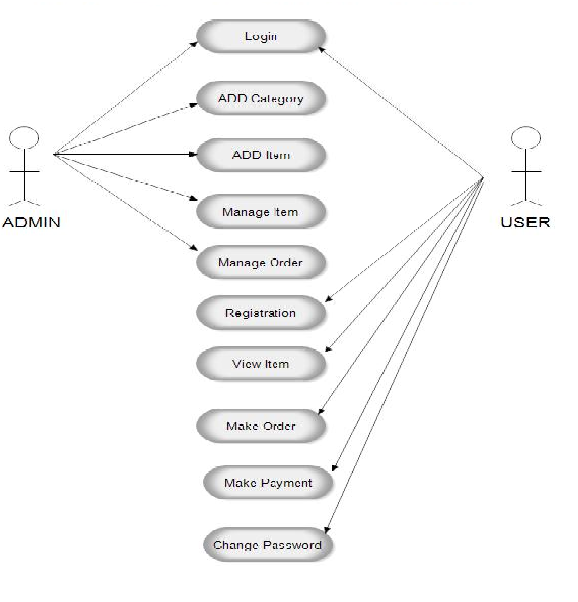 Login
ADD Category
ADD Item
Manage Item
Manage Order
Registration
View Item
Make Order
Make Payment
Change Password
ADMIN
USER